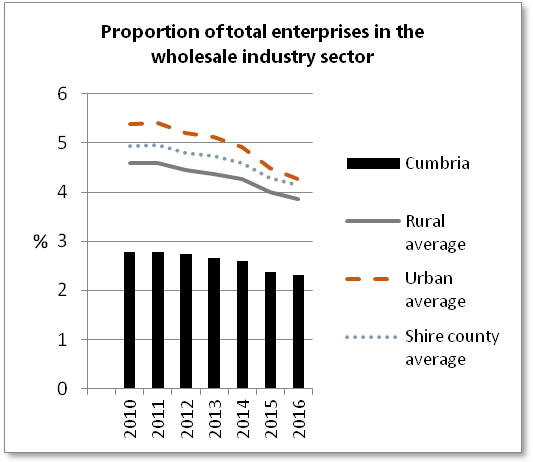 Proportion of total enterprises in the
wholesale industry sector
6
5
4
3
2
1
0
%
2010
2011
2012
2013
2014
2015
2016
Cumbria
Rural
average
Urban
average
Shire county
average